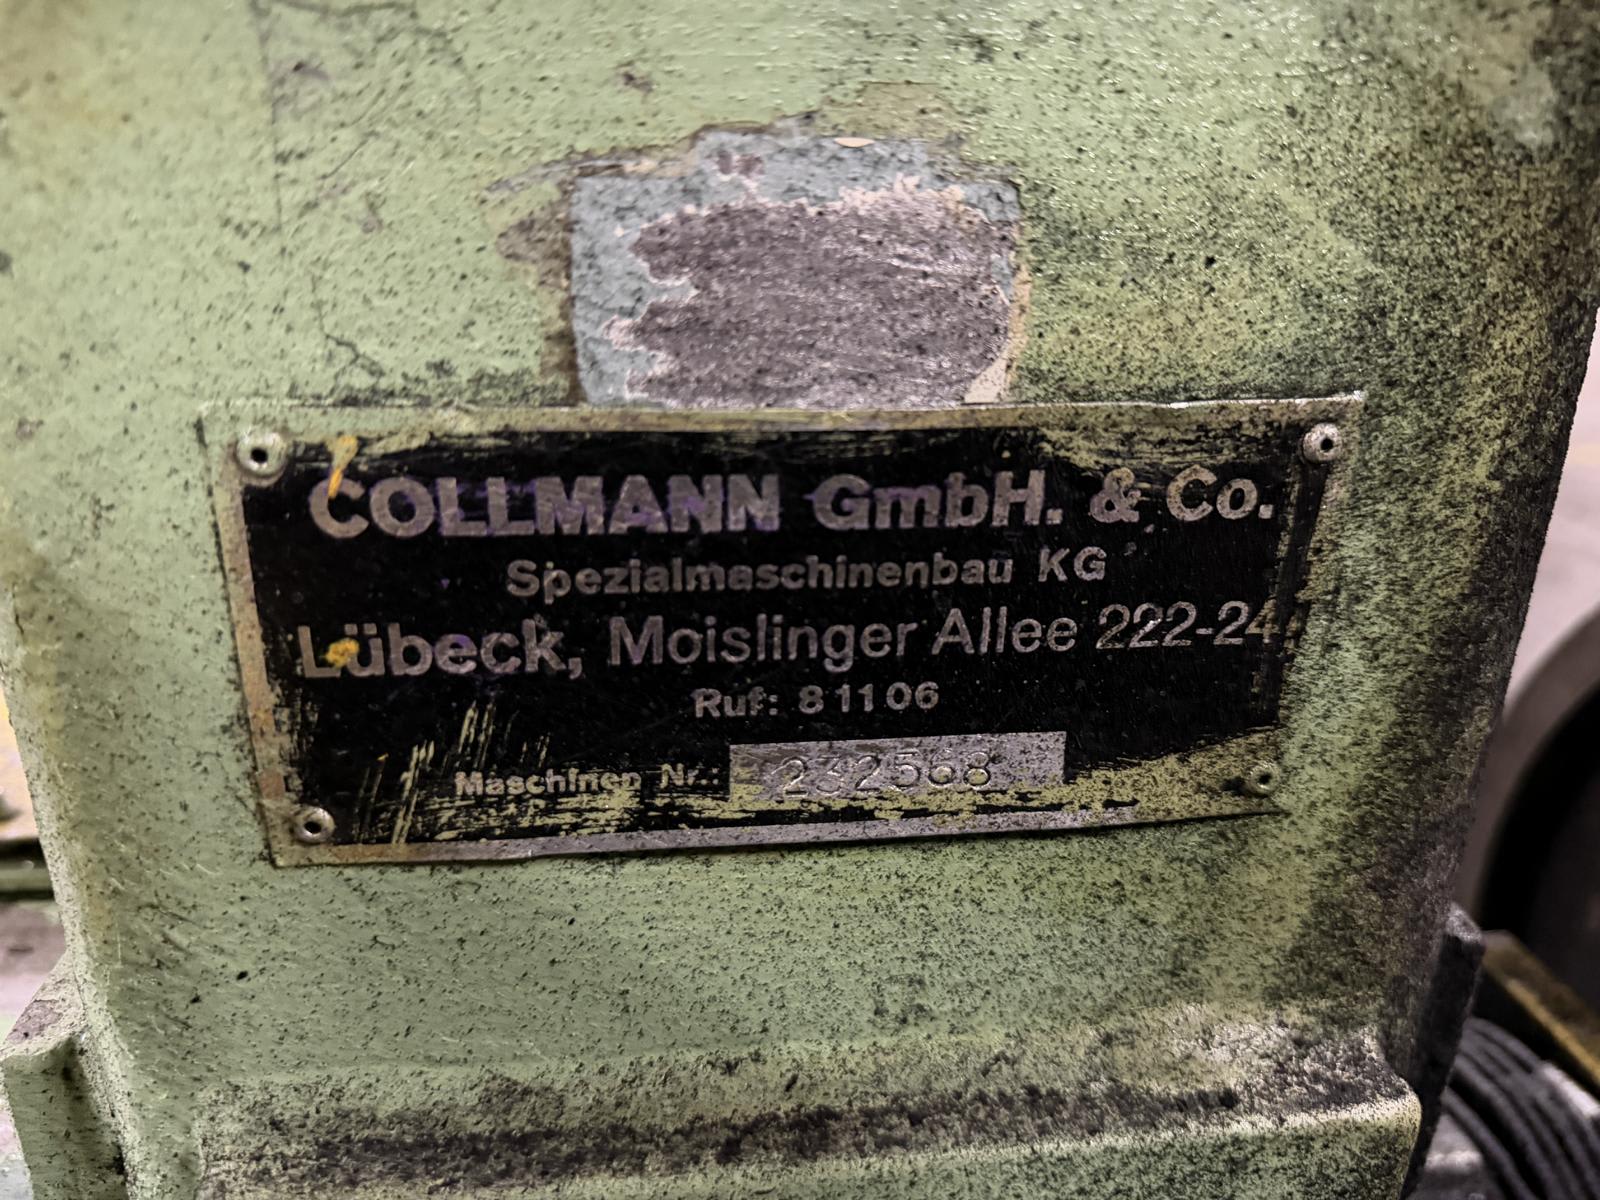 COLLMANN GmbH. & Co.
Spezialmaschinenbau KG
Lübeck, Moislinger Allee 222-24
Ruf: 81106
Maschinen Nr.: 232568